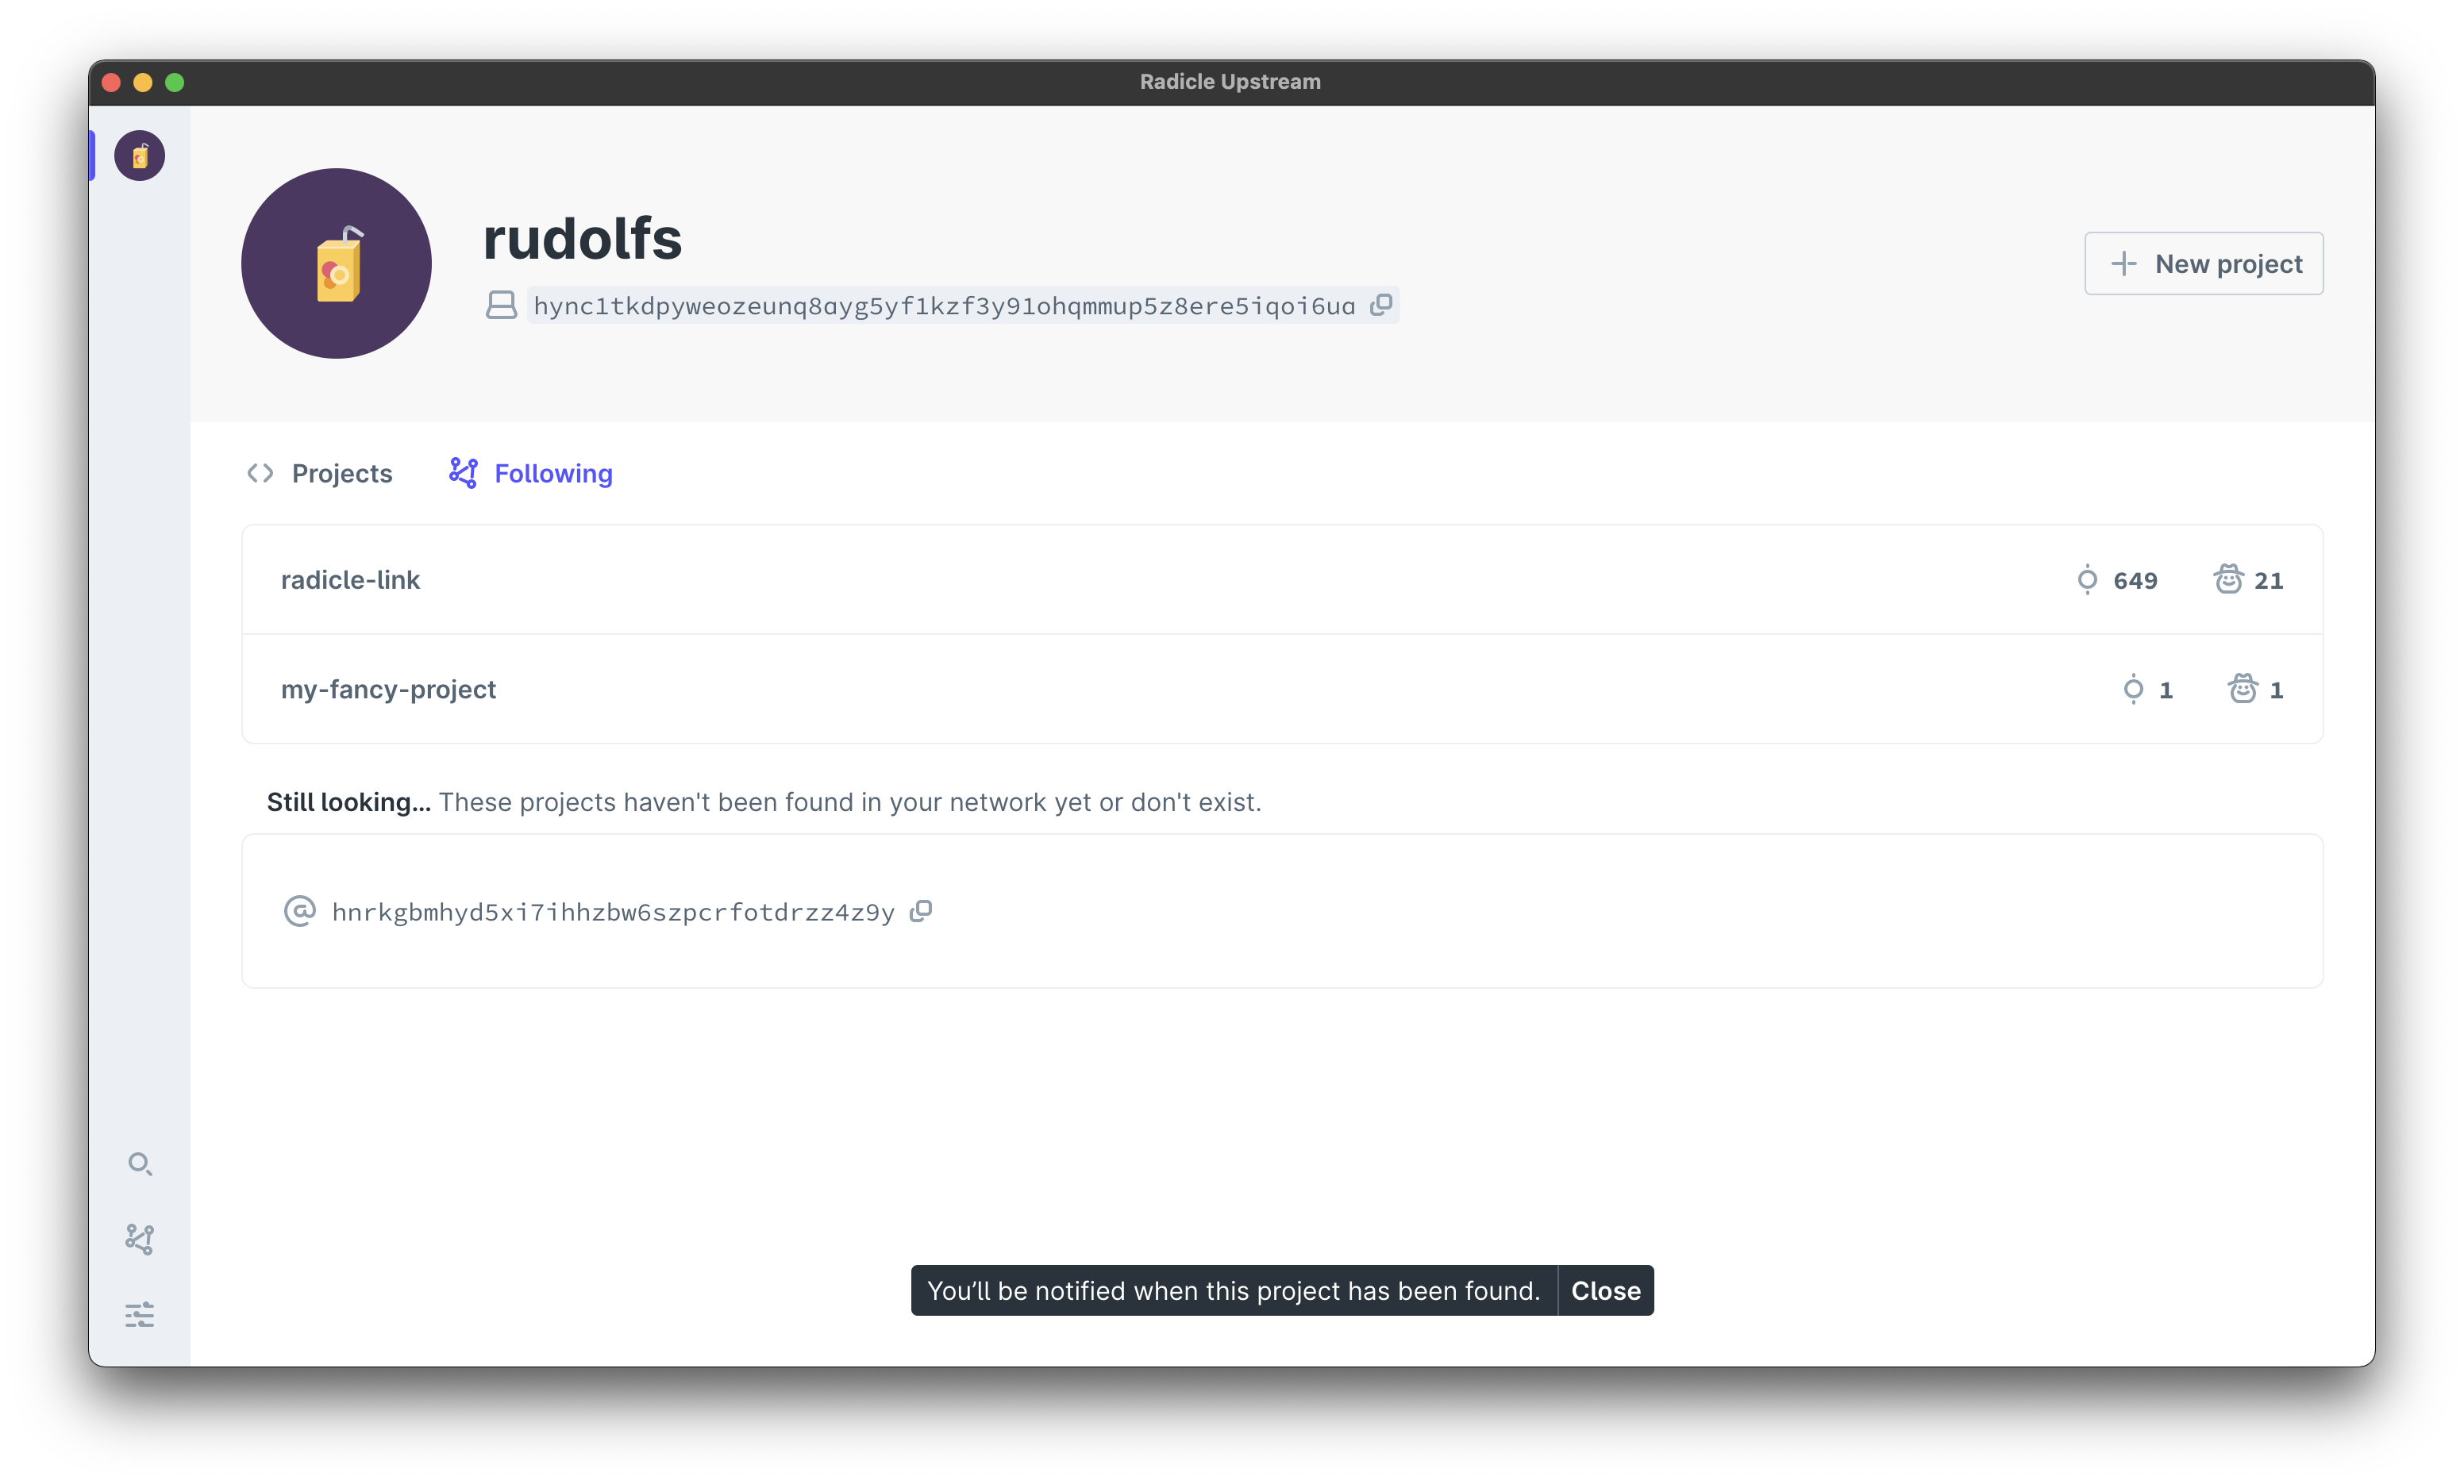 Radicle Upstream
rudolfs
hync1tkdpyweozeunq8ayg5yf1kzf3y91ohqmmup5z8ere5iqoi6ua
New project
Projects
Following
radicle-link
649
21
my-fancy-project
1
1
Still looking... These projects haven't been found in your network yet or don't exist.
hnrkgbmhyd5xi7ihhzbw6szpcrfotdrzz4z9y
You’ll be notified when this project has been found.
Close